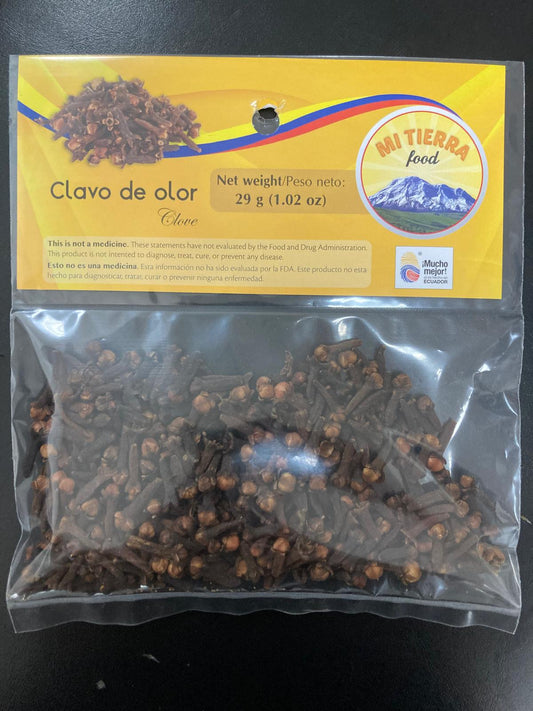 MI TIERRA
food
Clavo de olor
Clove
Net weight/Peso neto:
29 g (1.02 oz)
This is not a medicine. These statements have not evaluated by the Food and Drug Administration.
This product is not intended to diagnose, treat, cure, or prevent any disease.
Esto no es una medicina. Esta información no ha sido evaluada por la FDA. Este producto no está
hecho para diagnosticar, tratar, curar o prevenir ninguna enfermedad.
¡Mucho
mejor!
ECUADOR